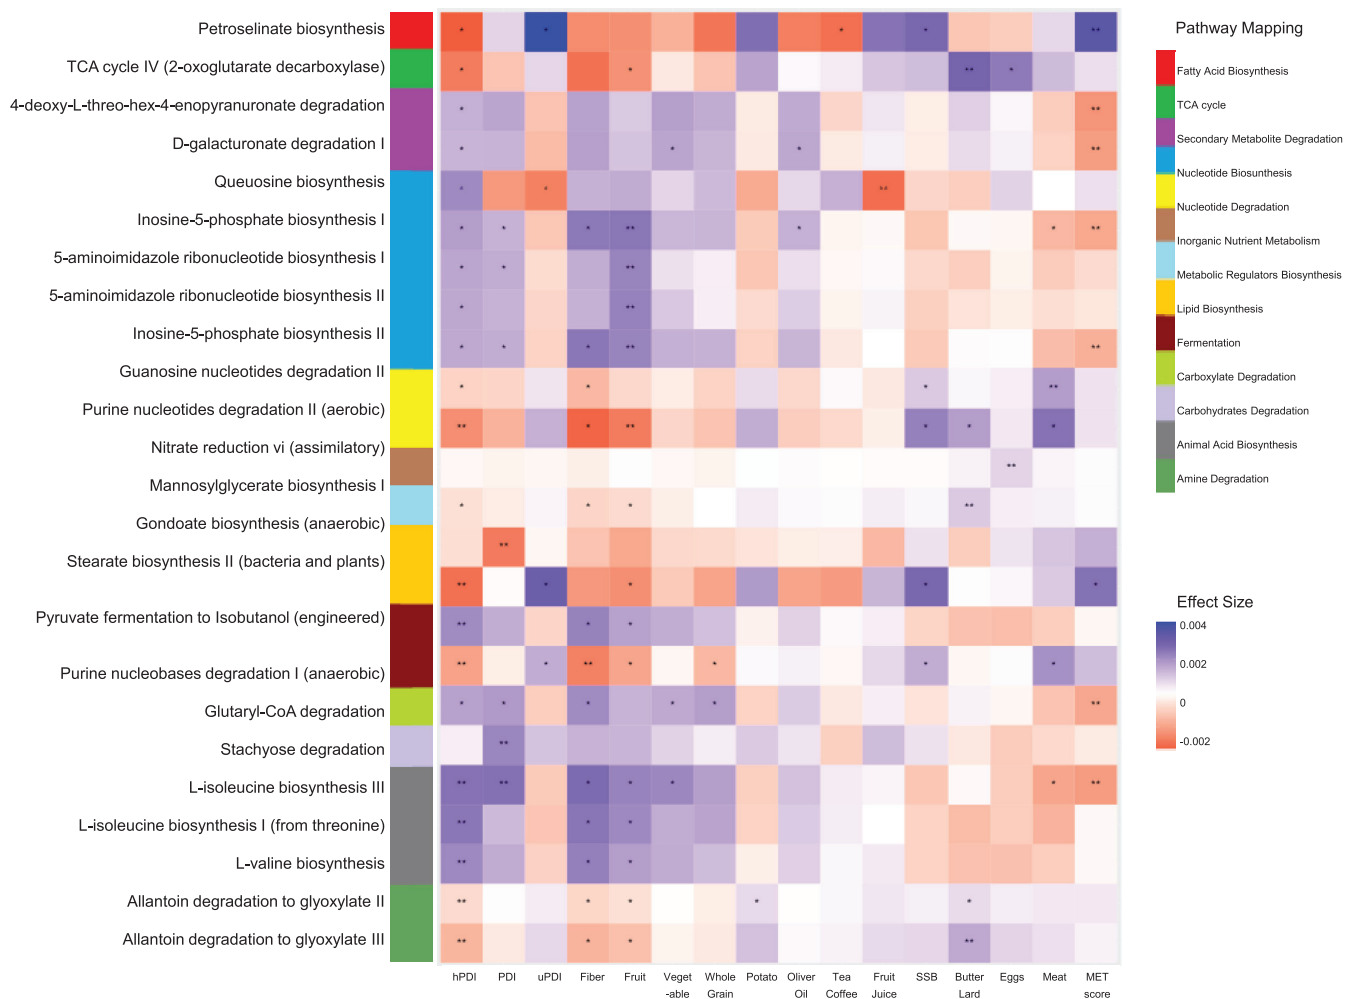 Petroselinate biosynthesis
TCA cycle IV (2-oxoglutarate decarboxylase)
4-deoxy-L-threo-hex-4-enopyranuronate degradation
D-galacturonate degradation I
Queuosine biosynthesis
Inosine-5-phosphate biosynthesis I
5-aminoimidazole ribonucleotide biosynthesis I
5-aminoimidazole ribonucleotide biosynthesis II
Inosine-5-phosphate biosynthesis II
Guanosine nucleotides degradation II
Purine nucleotides degradation II (aerobic)
Nitrate reduction vi (assimilatory)
Mannosylglycerate biosynthesis I
Gondoate biosynthesis (anaerobic)
Stearate biosynthesis II (bacteria and plants)
Pyruvate fermentation to Isobutanol (engineered)
Purine nucleobases degradation I (anaerobic)
Glutaryl-CoA degradation
Stachyose degradation
L-isoleucine biosynthesis III
L-isoleucine biosynthesis I (from threonine)
L-valine biosynthesis
Allantoin degradation to glyoxylate II
Allantoin degradation to glyoxylate III
hPDI PDI uPDI Fiber Fruit Veget Whole Potato Oliver Tea Fruit SSB Butter Eggs Meat MET
-able Grain Oil Coffee Juice Lard score
Pathway Mapping
Fatty Acid Biosynthesis
TCA cycle
Secondary Metabolite Degradation
Nucleotide Biosunthesis
Nucleotide Degradation
Inorganic Nutrient Metabolism
Metabolic Regulators Biosynthesis
Lipid Biosynthesis
Fermentation
Carboxylate Degradation
Carbohydrates Degradation
Animal Acid Biosynthesis
Amine Degradation
Effect Size
0.004
0.002
0
-0.002